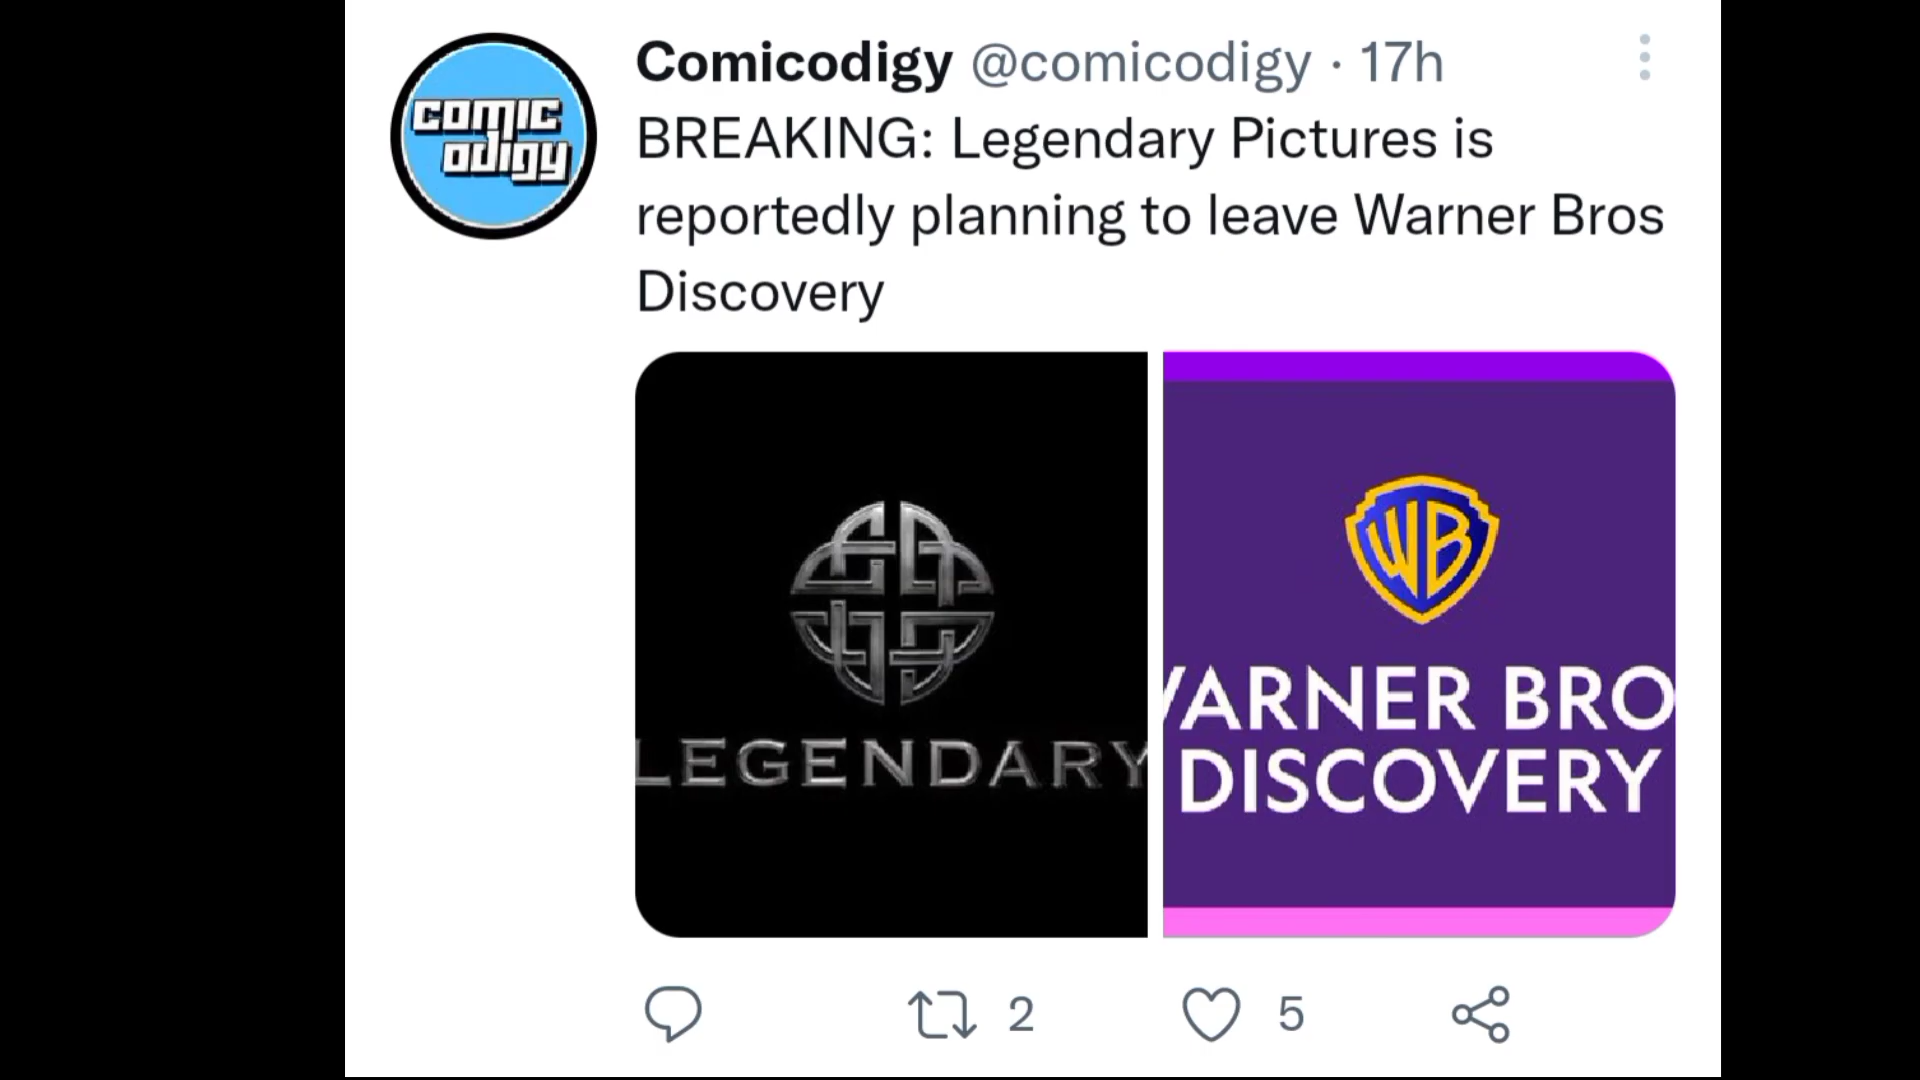 Comicodigy @comicodigy · 17h
BREAKING: Legendary Pictures is
reportedly planning to leave Warner Bros
Discovery
COMIC
ODIGY
LEGENDARY
WB
WARNER BRO
DISCOVERY
2
5